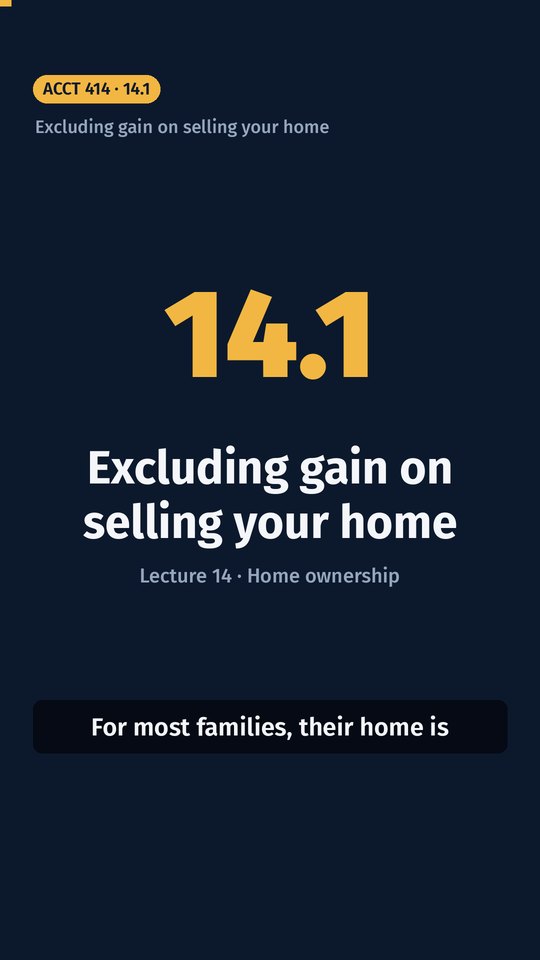 ACCT 414 · 14.1
Excluding gain on selling your home
14.1
Excluding gain on
selling your home
Lecture 14 · Home ownership
For most families, their home is